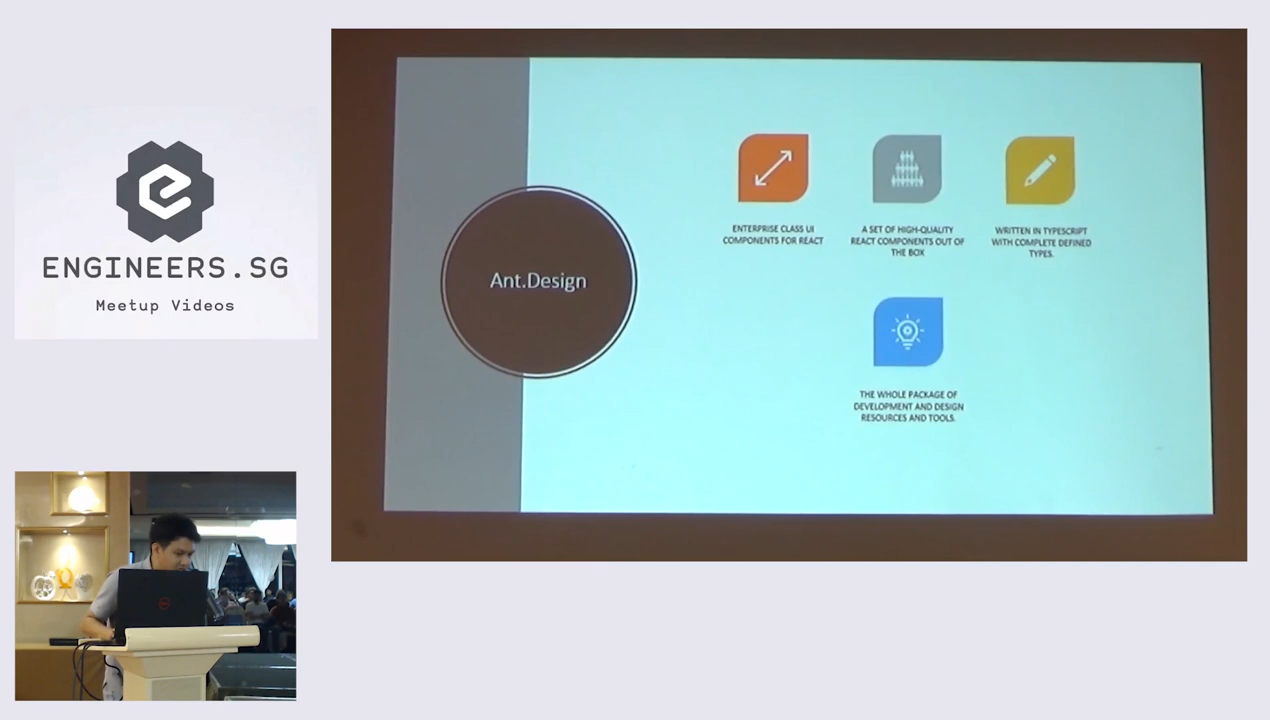 ENGINEERS.SG
Meetup Videos
Ant.Design
ENTERPRISE CLASS UI
COMPONENTS FOR REACT
A SET OF HIGH-QUALITY
REACT COMPONENTS OUT OF
THE BOX
WRITTEN IN TYPESCRIPT
WITH COMPLETE DEFINED
TYPES.
THE WHOLE PACKAGE OF
DEVELOPMENT AND DESIGN
RESOURCES AND TOOLS.